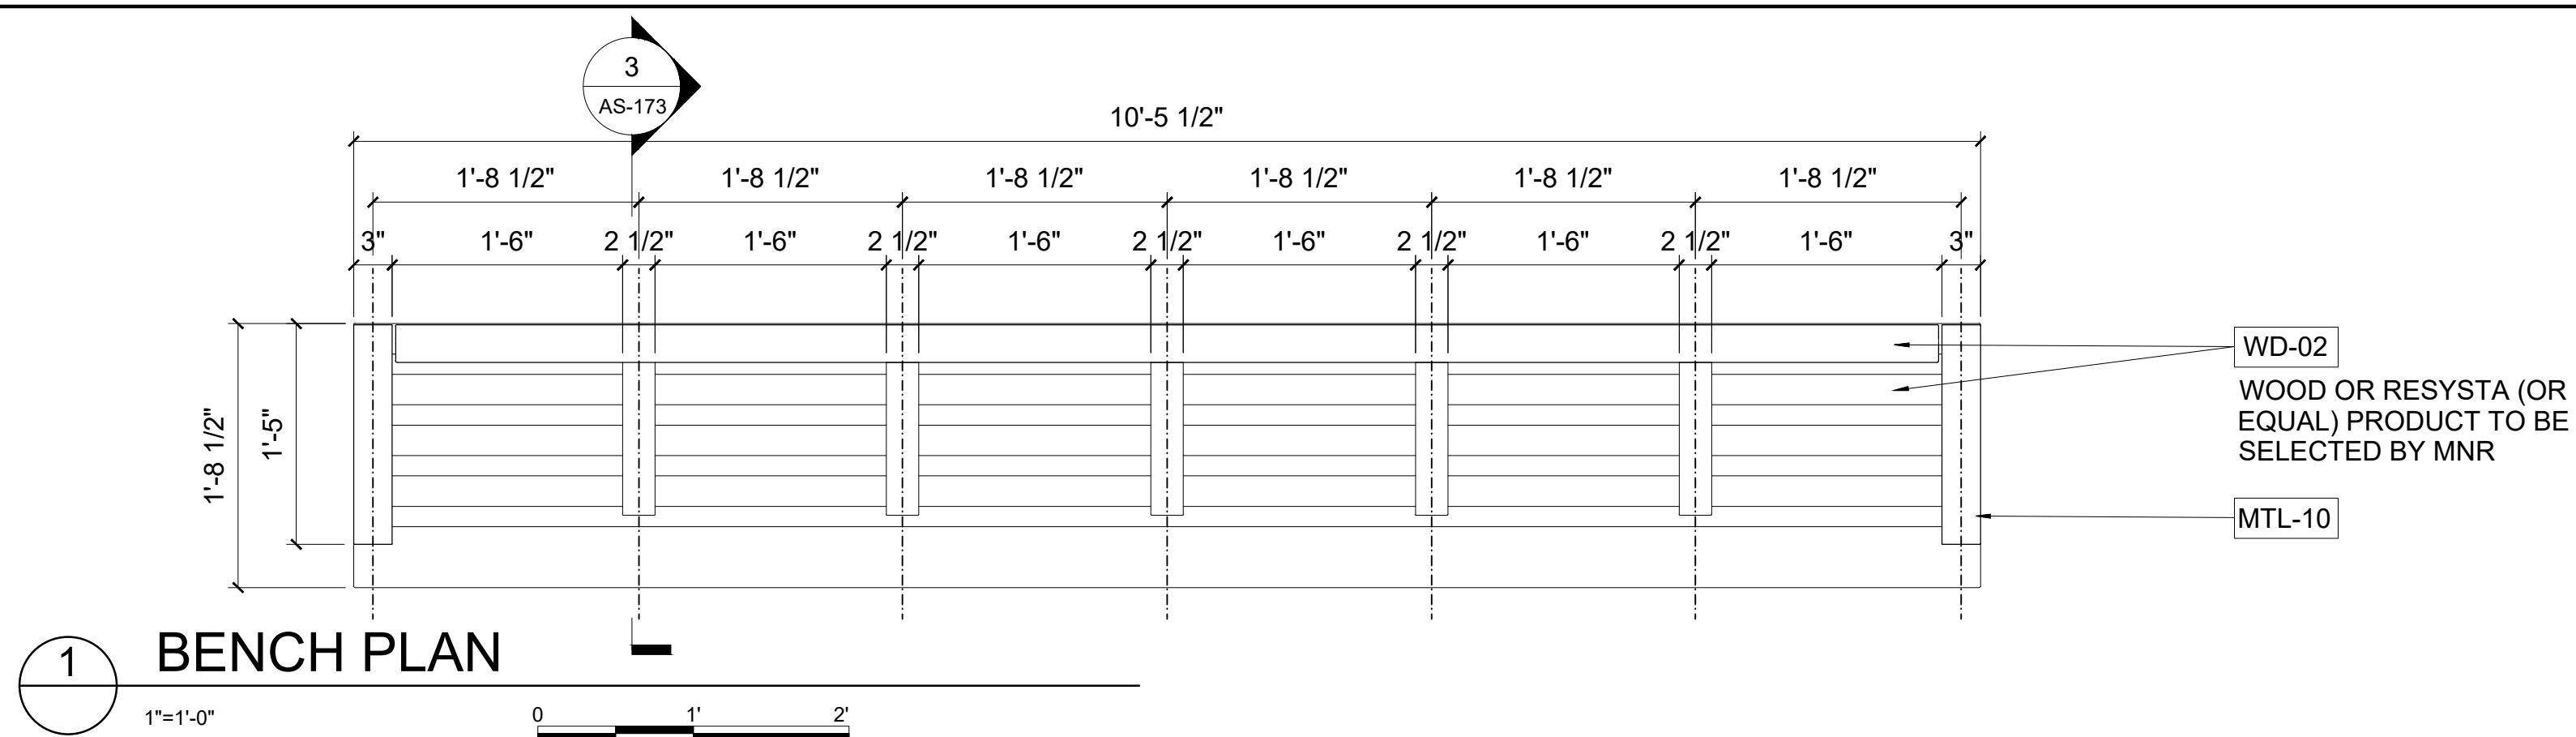 3
AS-173
10'-5 1/2"
1'-8 1/2" 1'-8 1/2" 1'-8 1/2" 1'-8 1/2" 1'-8 1/2" 1'-8 1/2"
3" 1'-6" 2 1/2" 1'-6" 2 1/2" 1'-6" 2 1/2" 1'-6" 2 1/2" 1'-6" 2 1/2" 1'-6" 3"
1'-8 1/2"
1'-5"
WD-02
WOOD OR RESYSTA (OR
EQUAL) PRODUCT TO BE
SELECTED BY MNR
MTL-10
1 BENCH PLAN
1"=1'-0"
0 1' 2'